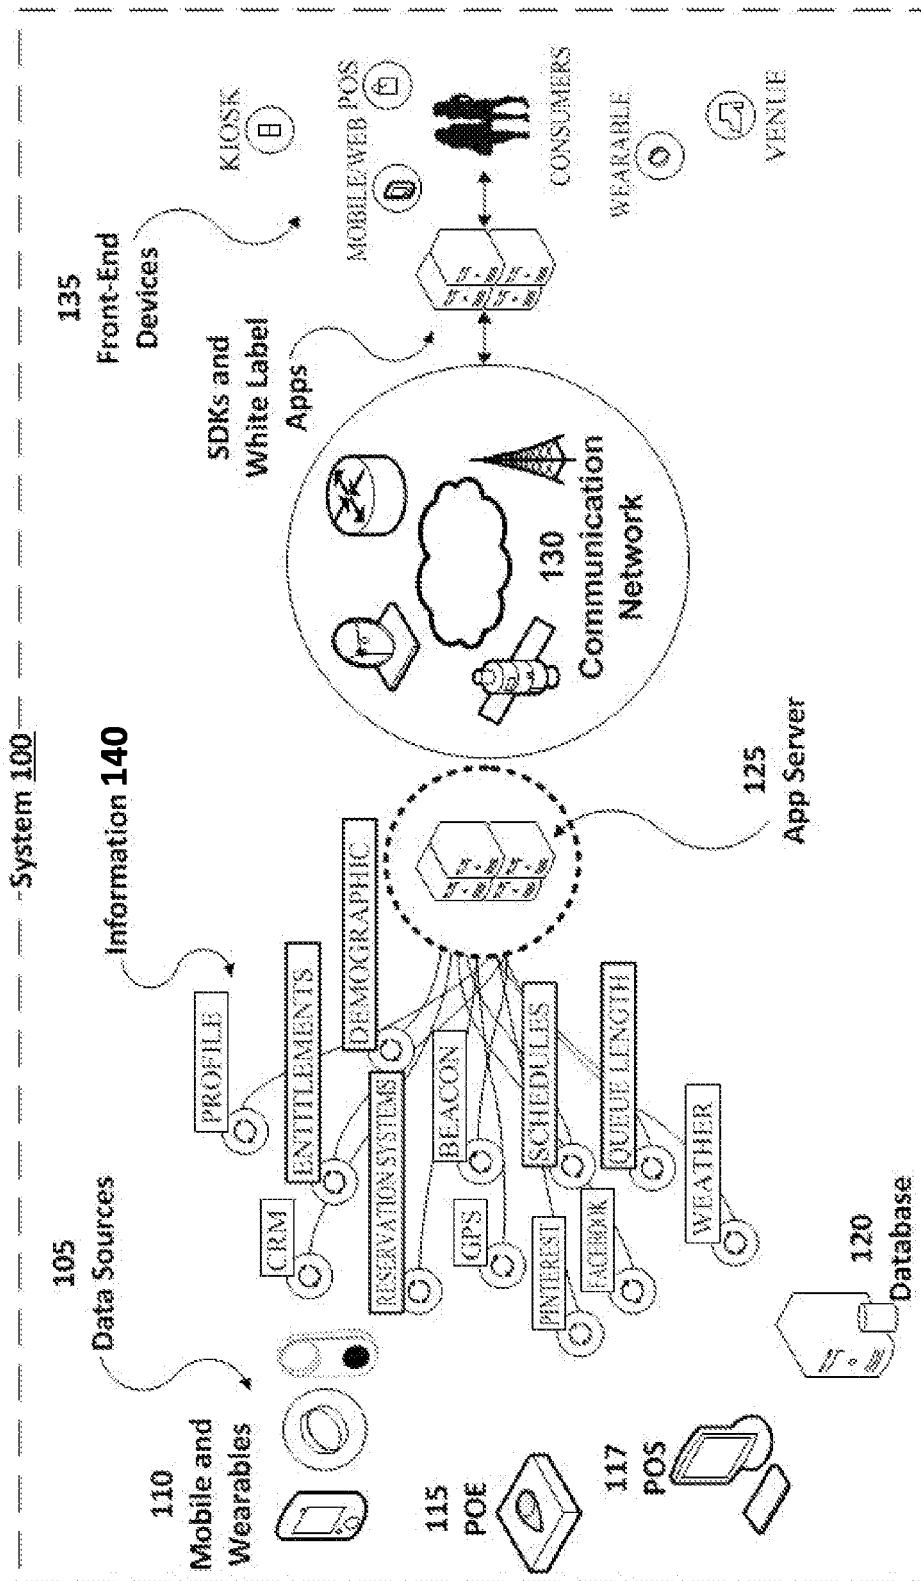 System 100
105
Data Sources
Information 140
135
Front-End
Devices
110
Mobile and
Wearables
SDKs and
White Label
Apps
PROFILE
ENTITLEMENTS
DEMOGRAPHIC
CRM
RESERVATION SYSTEMS
BEACON
GPS
SCHEDULES
PINTEREST
FACEBOOK
QUEUE LENGTH
WEATHER
115
POE
117
POS
120
Database
125
App Server
130
Communication
Network
KIOSK
MOBILE/WEB
POS
CONSUMERS
WEARABLE
VENUE